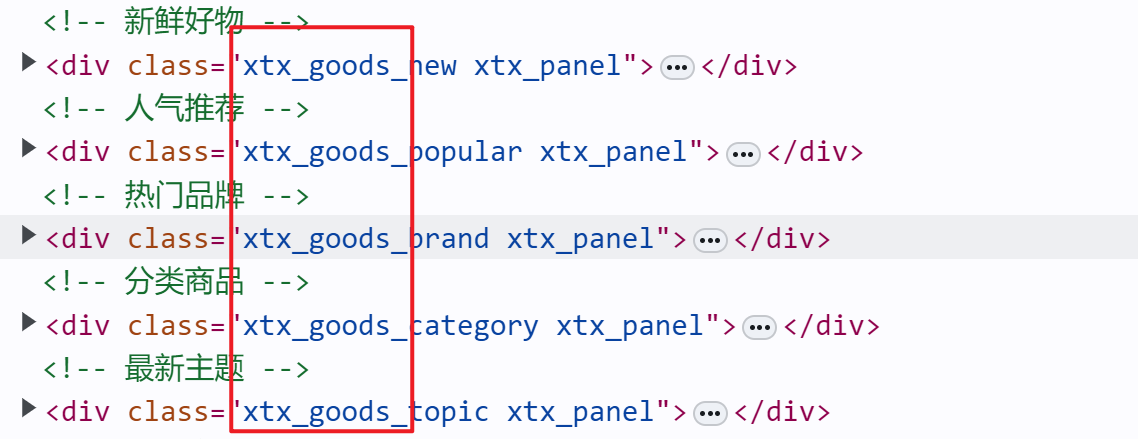 <!-- 新鲜好物 -->
<div class="xtx_goods_new xtx_panel">…</div>
<!-- 人气推荐 -->
<div class="xtx_goods_popular xtx_panel">…</div>
<!-- 热门品牌 -->
<div class="xtx_goods_brand xtx_panel">…</div>
<!-- 分类商品 -->
<div class="xtx_goods_category xtx_panel">…</div>
<!-- 最新主题 -->
<div class="xtx_goods_topic xtx_panel">…</div>